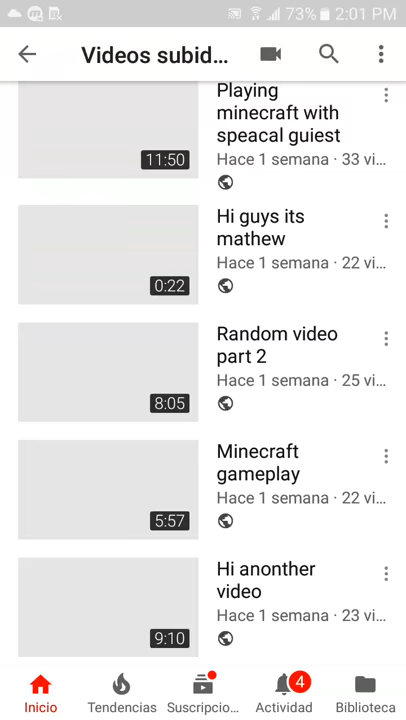 73% 2:01 PM
Videos subid...
Playing
minecraft with
speacal guiest
Hace 1 semana · 33 vi...
11:50
Hi guys its
mathew
Hace 1 semana · 22 vi...
0:22
Random video
part 2
Hace 1 semana · 25 vi...
8:05
Minecraft
gameplay
Hace 1 semana · 22 vi...
5:57
Hi anonther
video
Hace 1 semana · 23 vi...
9:10
4
Inicio
Tendencias
Suscripcio...
Actividad
Biblioteca